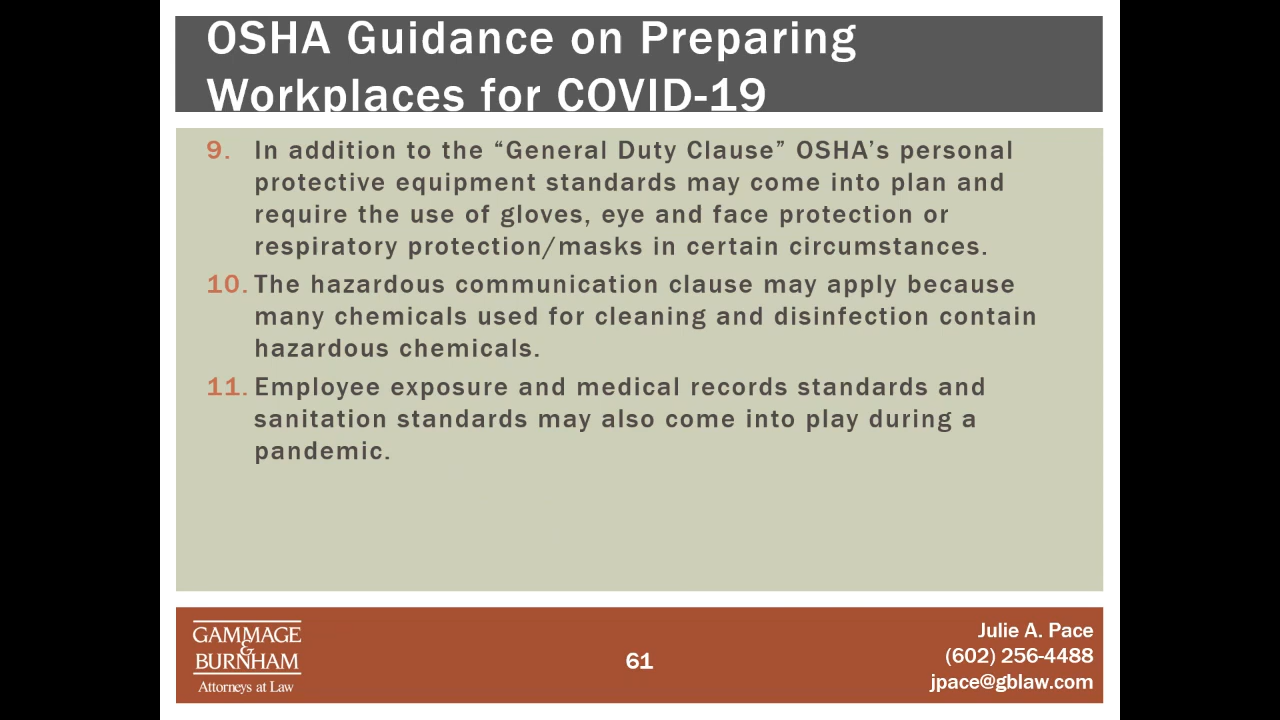 OSHA Guidance on Preparing
Workplaces for COVID-19
9. In addition to the “General Duty Clause” OSHA’s personal
protective equipment standards may come into plan and
require the use of gloves, eye and face protection or
respiratory protection/masks in certain circumstances.
10. The hazardous communication clause may apply because
many chemicals used for cleaning and disinfection contain
hazardous chemicals.
11. Employee exposure and medical records standards and
sanitation standards may also come into play during a
pandemic.
GAMMAGE
&
BURNHAM
Attorneys at Law
61
Julie A. Pace
(602) 256-4488
jpace@gblaw.com